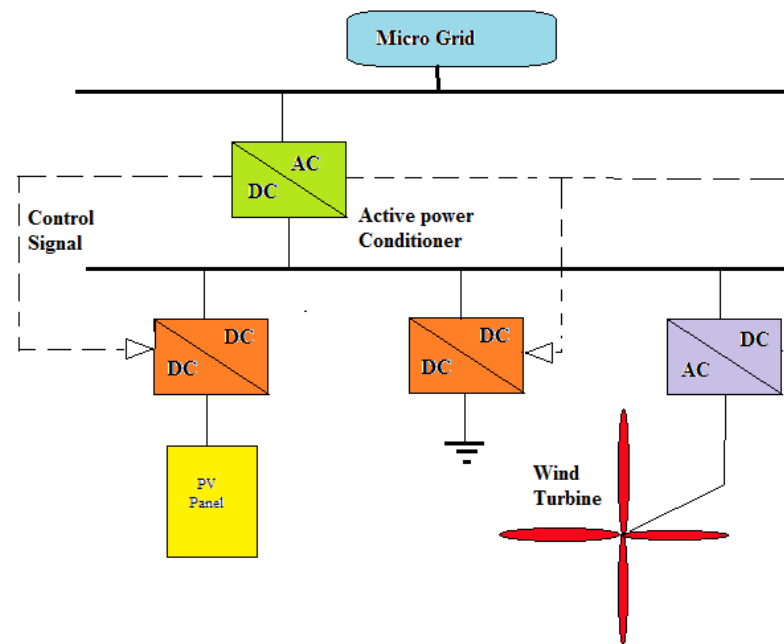 Micro Grid
AC
DC
Control
Signal
Active power
Conditioner
DC
DC
DC
DC
DC
AC
PV
Panel
Wind
Turbine